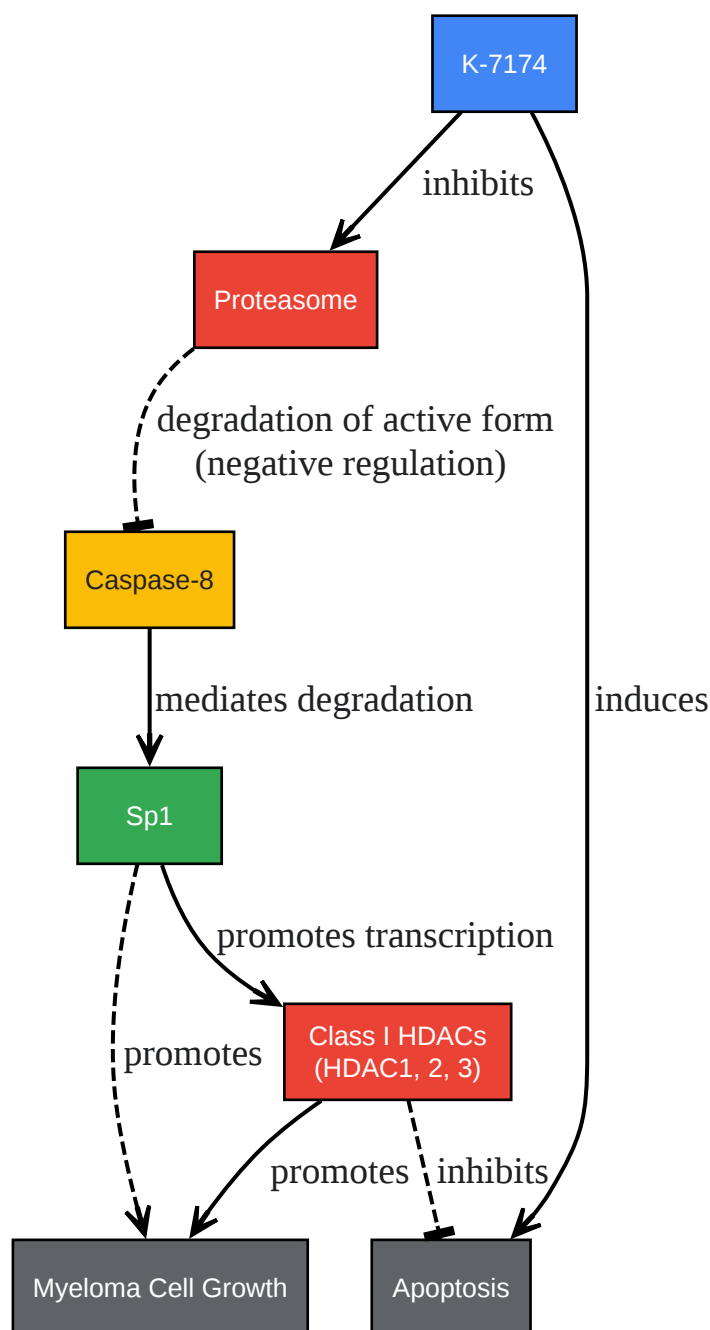 K-7174
inhibits
Proteasome
degradation of active form
(negative regulation)
Caspase-8
mediates degradation
induces
Sp1
promotes transcription
Class I HDACs
(HDAC1, 2, 3)
promotes
promotes
inhibits
Myeloma Cell Growth
Apoptosis